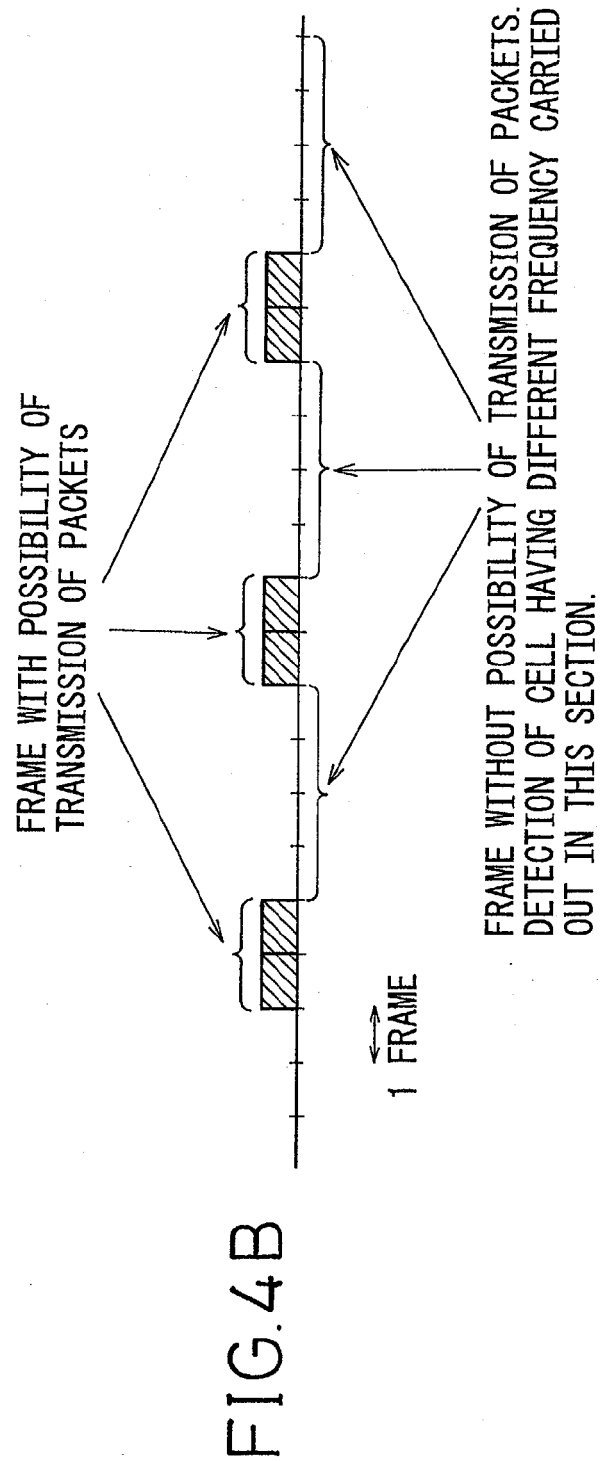 FRAME WITH POSSIBILITY OF
TRANSMISSION OF PACKETS
1 FRAME
FRAME WITHOUT POSSIBILITY OF TRANSMISSION OF PACKETS.
DETECTION OF CELL HAVING DIFFERENT FREQUENCY CARRIED
OUT IN THIS SECTION.
FIG.4B